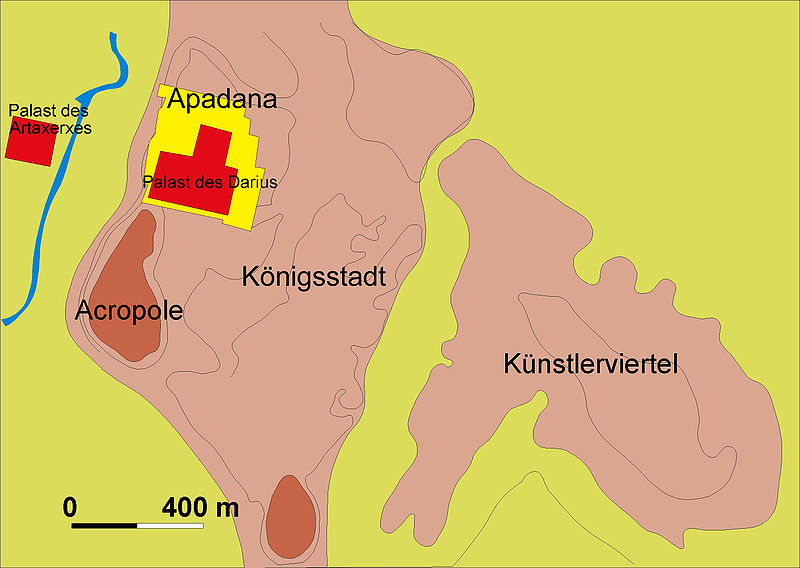 Apadana
Palast des
Artaxerxes
Palast des Darius
Königsstadt
Acropole
Künstlerviertel
0 400 m